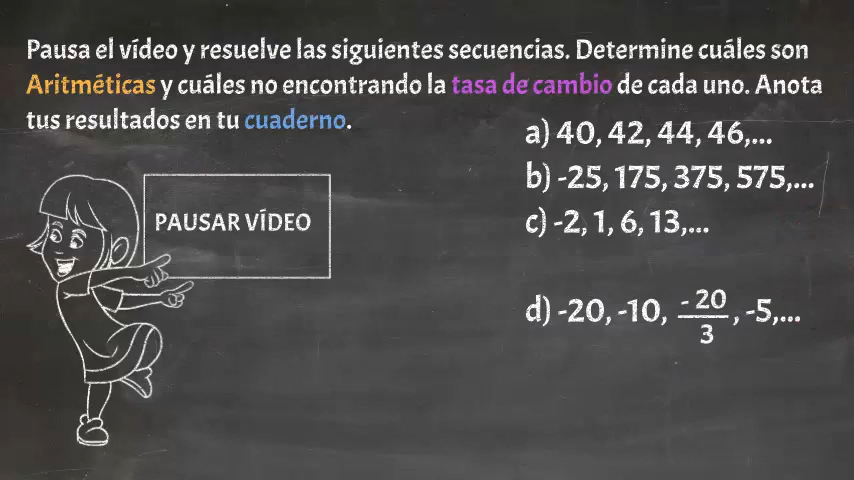 Pausa el vídeo y resuelve las siguientes secuencias. Determine cuáles son
Aritméticas y cuáles no encontrando la tasa de cambio de cada uno. Anota
tus resultados en tu cuaderno.
PAUSAR VÍDEO
a) 40, 42, 44, 46,...
b) -25, 175, 375, 575,...
c) -2, 1, 6, 13,...
d) -20, -10, -20/3, -5,...